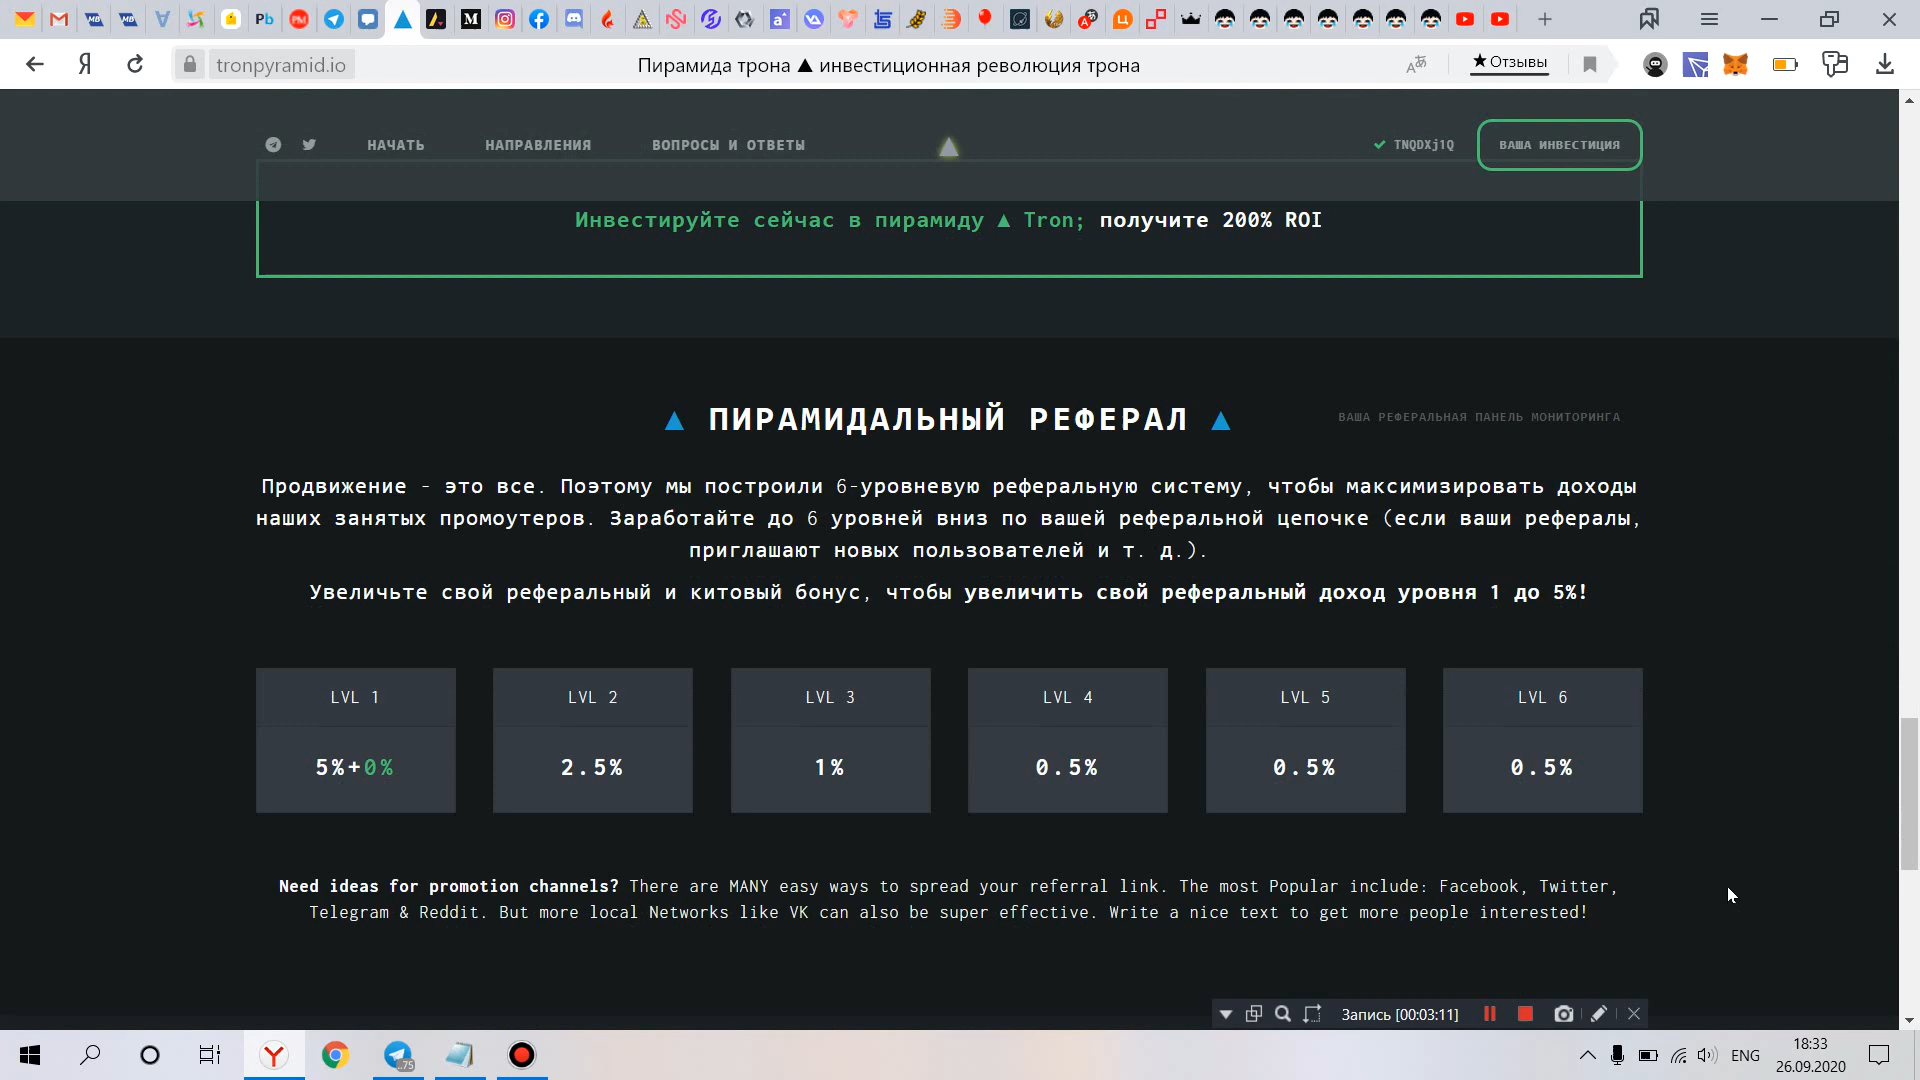 tronpyramid.io
Пирамида трона ▲ инвестиционная революция трона
★ Отзывы
НАЧАТЬ
НАПРАВЛЕНИЯ
ВОПРОСЫ И ОТВЕТЫ
TNQDXj1Q
ВАША ИНВЕСТИЦИЯ
Инвестируйте сейчас в пирамиду ▲ Tron; получите 200% ROI
▲ ПИРАМИДАЛЬНЫЙ РЕФЕРАЛ ▲
ВАША РЕФЕРАЛЬНАЯ ПАНЕЛЬ МОНИТОРИНГА
Продвижение - это все. Поэтому мы построили 6-уровневую реферальную систему, чтобы максимизировать доходы
наших занятых промоутеров. Заработайте до 6 уровней вниз по вашей реферальной цепочке (если ваши рефералы,
приглашают новых пользователей и т. д.).
Увеличьте свой реферальный и китовый бонус, чтобы увеличить свой реферальный доход уровня 1 до 5%!
LVL 1
LVL 2
LVL 3
LVL 4
LVL 5
LVL 6
5%+0%
2.5%
1%
0.5%
0.5%
0.5%
Need ideas for promotion channels? There are MANY easy ways to spread your referral link. The most Popular include: Facebook, Twitter,
Telegram & Reddit. But more local Networks like VK can also be super effective. Write a nice text to get more people interested!
Запись [00:03:11]
..75
ENG
18:33
26.09.2020